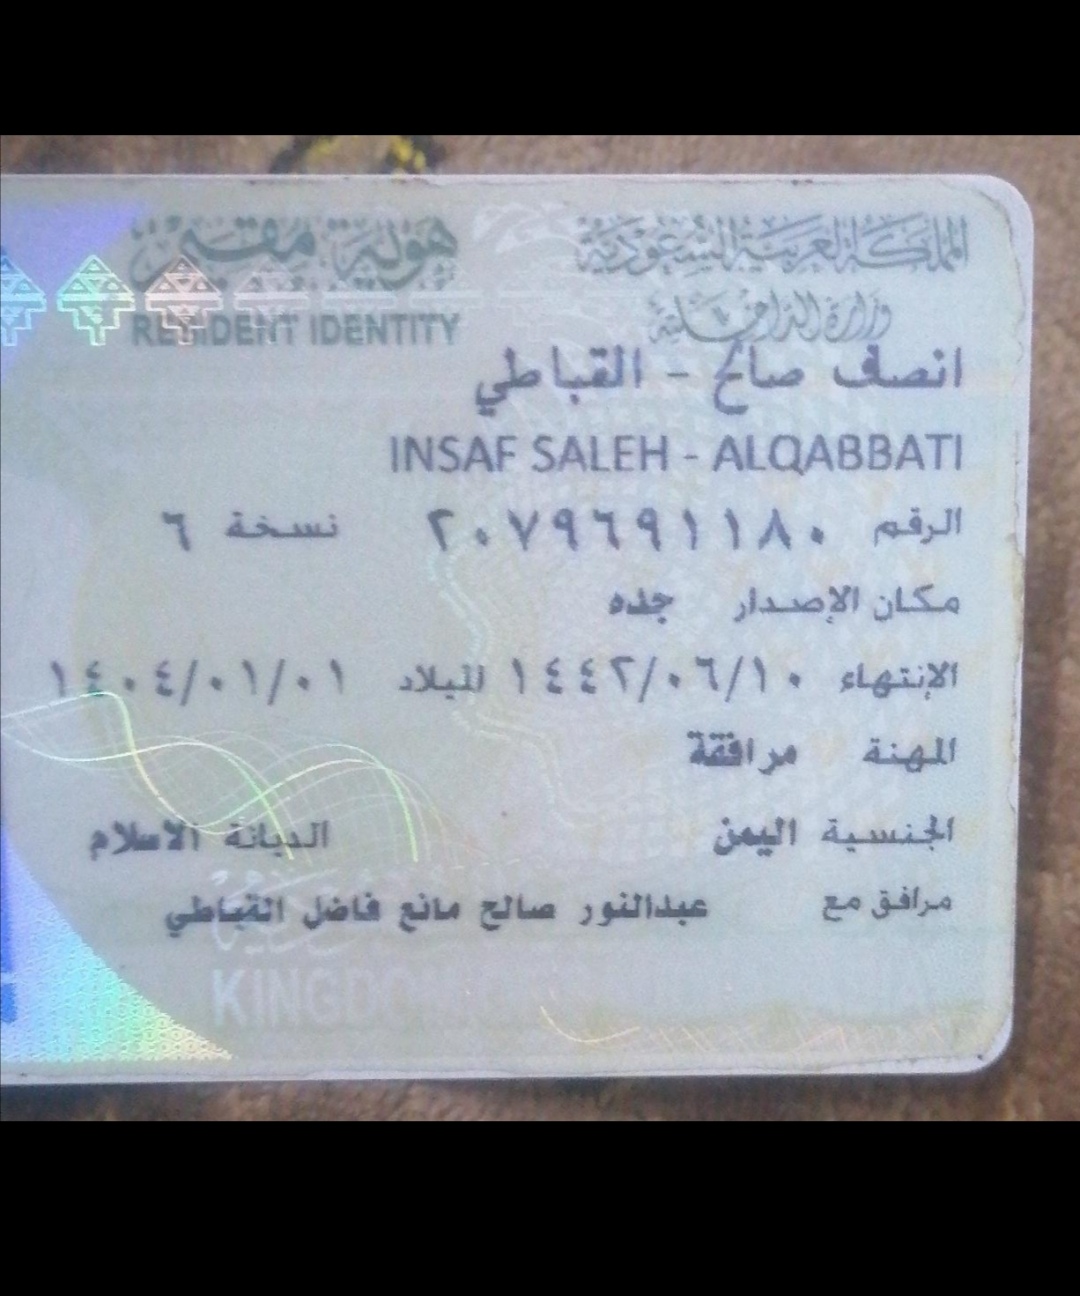 المملكة العربية السعودية
وزارة الداخلية
هوية مقيم
RESIDENT IDENTITY
انصاف صالح - القباطي
INSAF SALEH - ALQABBATI
الرقم ٢٠٧٩٦٩١١٨٠ نسخة ٦
مكان الإصدار جده
الإنتهاء ١٤٤٢/٠٦/١٠ الميلاد ١٤٠٤/٠١/٠١
المهنة مرافقة
الجنسية اليمن الديانة الاسلام
مرافق مع عبدالنور صالح مانع فاضل القباطي
KINGDOM